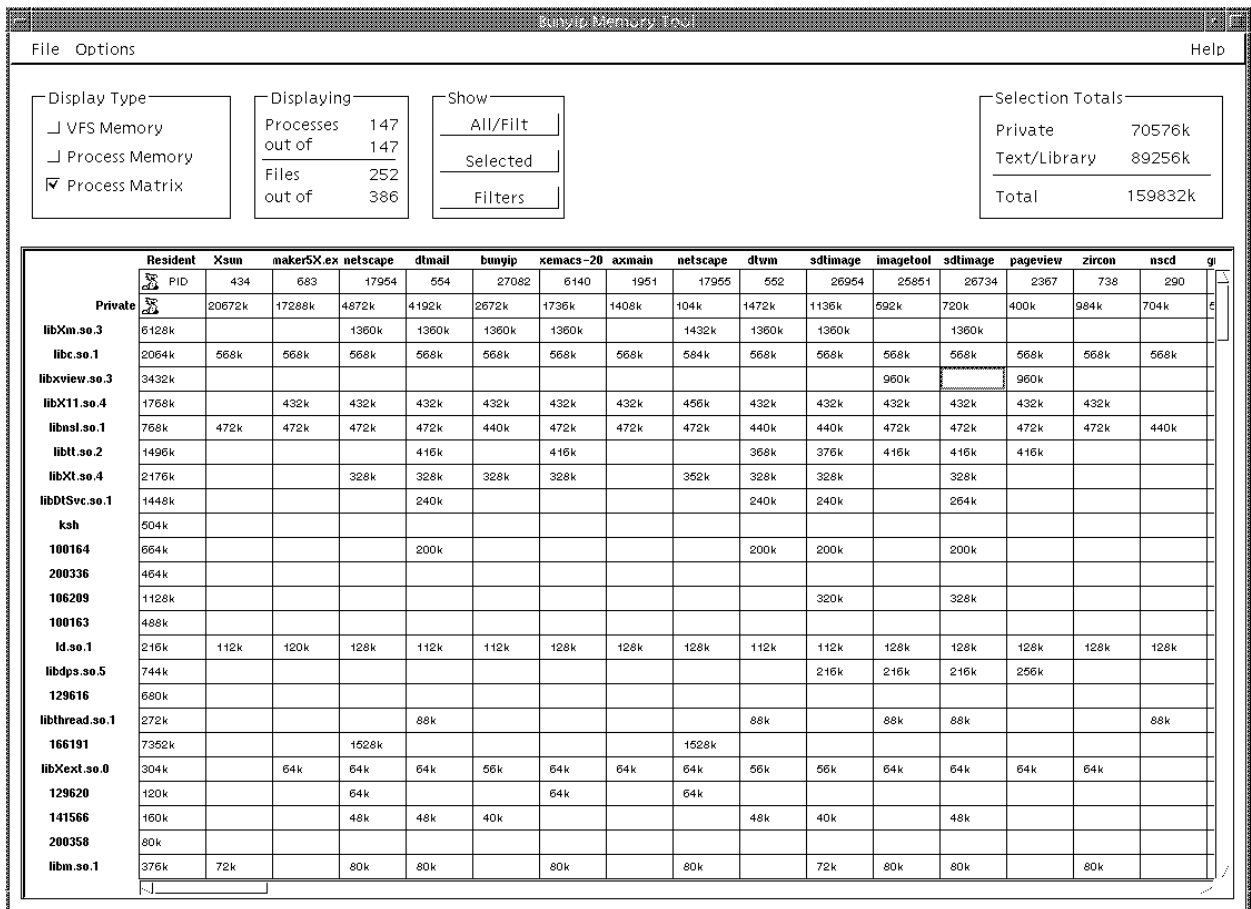 Bunyip Memory Tool
File Options Help
Display Type
VFS Memory
Process Memory
Process Matrix
Displaying
Processes 147
out of 147
Files 252
out of 386
Show
All/Filt
Selected
Filters
Selection Totals
Private 70576k
Text/Library 89256k
Total 159832k
Resident Xsun maker5X.ex netscape dtmail bunyip xemacs-20 axmain netscape dtwm sdtimage imagetool sdtimage pageview zircon nscd
PID 434 683 17954 554 27082 6140 1951 17955 552 26954 25851 26734 2367 738 290
Private 20672k 17288k 4872k 4192k 2672k 1736k 1408k 104k 1472k 1136k 592k 720k 400k 984k 704k
libXm.so.3 6128k 1360k 1360k 1360k 1360k 1432k 1360k 1360k 1360k
libc.so.1 2064k 568k 568k 568k 568k 568k 568k 568k 584k 568k 568k 568k 568k 568k 568k 568k
libxview.so.3 3432k 960k 960k
libX11.so.4 1768k 432k 432k 432k 432k 432k 432k 456k 432k 432k 432k 432k 432k 432k
libnsl.so.1 768k 472k 472k 472k 472k 440k 472k 472k 472k 440k 440k 472k 472k 472k 472k 440k
libtt.so.2 1496k 416k 416k 368k 376k 416k 416k 416k
libXt.so.4 2176k 328k 328k 328k 328k 352k 328k 328k 328k
libDtSvc.so.1 1448k 240k 240k 240k 264k
ksh 504k
100164 664k 200k 200k 200k 200k
200336 464k
106209 1128k 320k 328k
100163 488k
ld.so.1 216k 112k 120k 128k 112k 112k 128k 128k 128k 112k 112k 128k 128k 128k 128k 128k
libdps.so.5 744k 216k 216k 216k 256k
129616 680k
libthread.so.1 272k 88k 88k 88k 88k 88k
166191 7352k 1528k 1528k
libXext.so.0 304k 64k 64k 64k 56k 64k 64k 64k 56k 56k 64k 64k 64k 64k
129620 120k 64k 64k 64k
141566 160k 48k 48k 40k 48k 40k 48k
200358 80k
libm.so.1 376k 72k 80k 80k 80k 80k 72k 80k 80k 80k